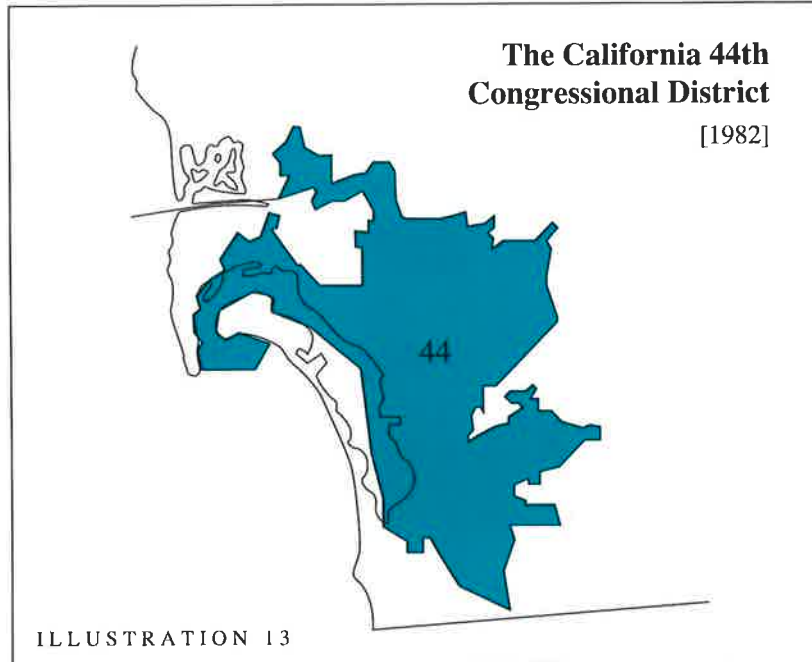 The California 44th
Congressional District
[1982]
44
ILLUSTRATION 13